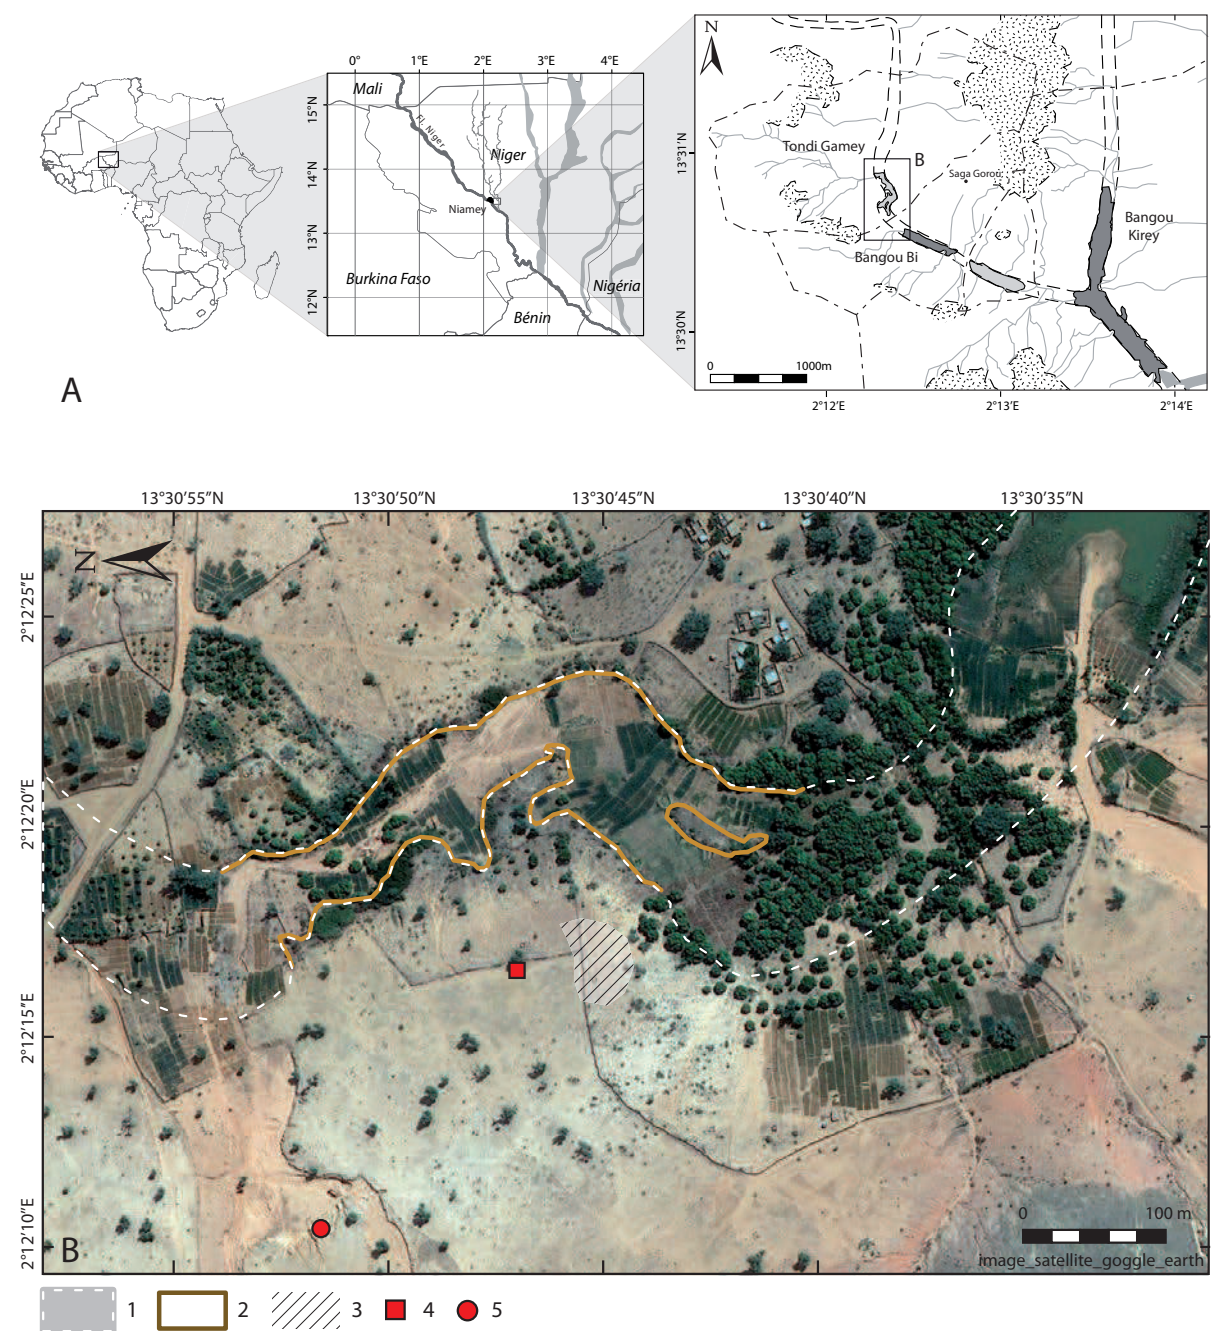 0°
1°E
2°E
3°E
4°E
15°N
14°N
13°N
12°N
Mali
Fl. Niger
Niger
Niamey
Burkina Faso
Nigéria
Bénin
A
N
13°31'N
13°30'N
Tondi Gamey
B
Saga Gorou
Bangou
Kirey
Bangou Bi
0 1000m
2°12'E
2°13'E
2°14'E
13°30'55"N
13°30'50"N
13°30'45"N
13°30'40"N
13°30'35"N
N
2°12'25"E
2°12'20"E
2°12'15"E
2°12'10"E
B
0 100 m
image_satellite_goggle_earth
1
2
3
4
5